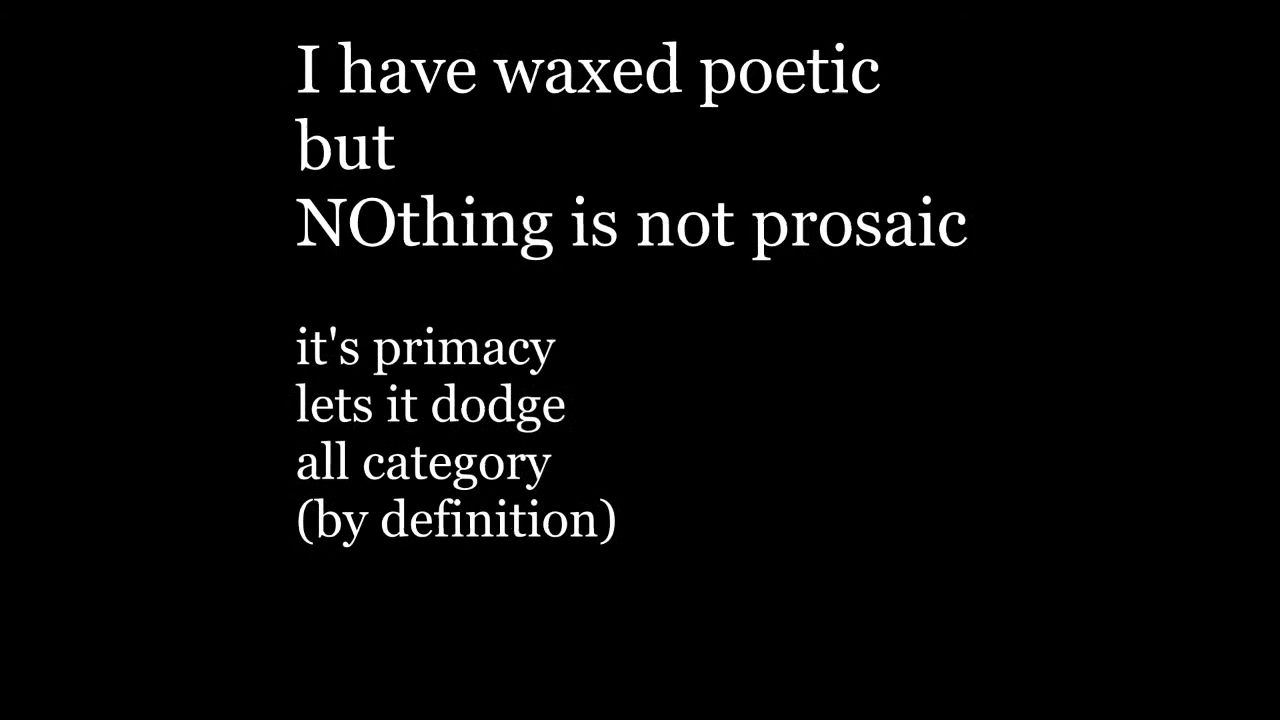 I have waxed poetic
but
NOthing is not prosaic
it's primacy
lets it dodge
all category
(by definition)